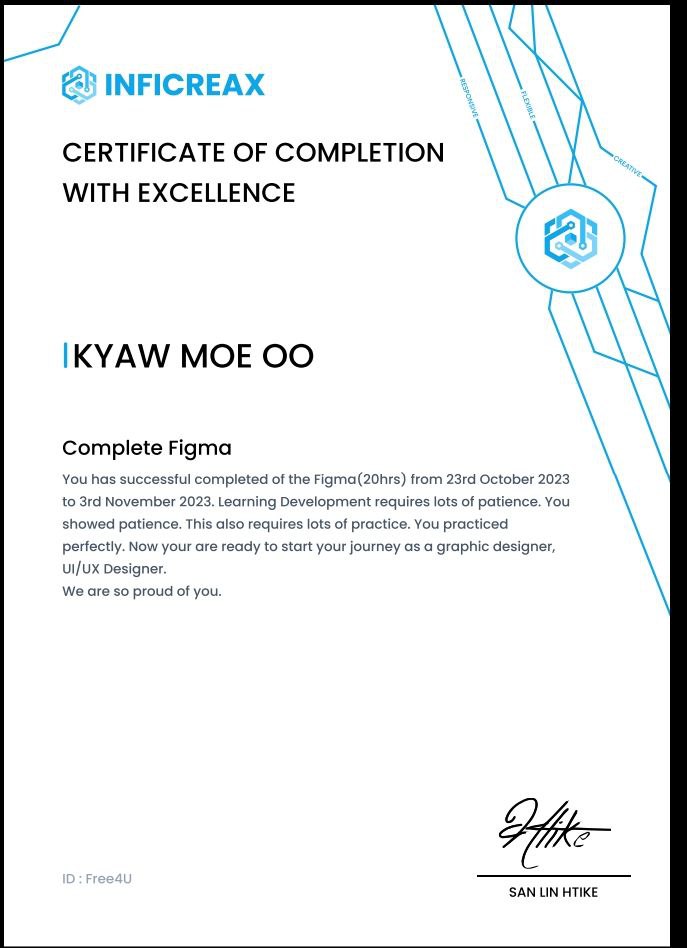 INFICREAX
RESPONSIVE
FLEXIBLE
CREATIVE
CERTIFICATE OF COMPLETION
WITH EXCELLENCE
KYAW MOE OO
Complete Figma
You has successful completed of the Figma(20hrs) from 23rd October 2023
to 3rd November 2023. Learning Development requires lots of patience. You
showed patience. This also requires lots of practice. You practiced
perfectly. Now your are ready to start your journey as a graphic designer,
UI/UX Designer.
We are so proud of you.
Htike
ID : Free4U
SAN LIN HTIKE